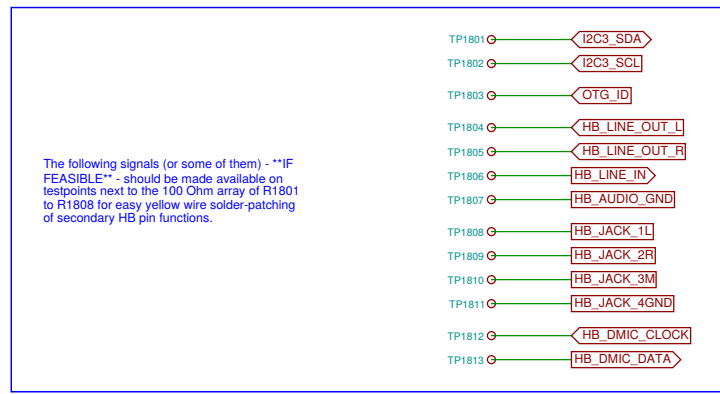 TP1801 I2C3_SDA
TP1802 I2C3_SCL
TP1803 OTG_ID
TP1804 HB_LINE_OUT_L
TP1805 HB_LINE_OUT_R
TP1806 HB_LINE_IN
TP1807 HB_AUDIO_GND
TP1808 HB_JACK_1L
TP1809 HB_JACK_2R
TP1810 HB_JACK_3M
TP1811 HB_JACK_4GND
TP1812 HB_DMIC_CLOCK
TP1813 HB_DMIC_DATA
The following signals (or some of them) - **IF
FEASIBLE** - should be made available on
testpoints next to the 100 Ohm array of R1801
to R1808 for easy yellow wire solder-patching
of secondary HB pin functions.